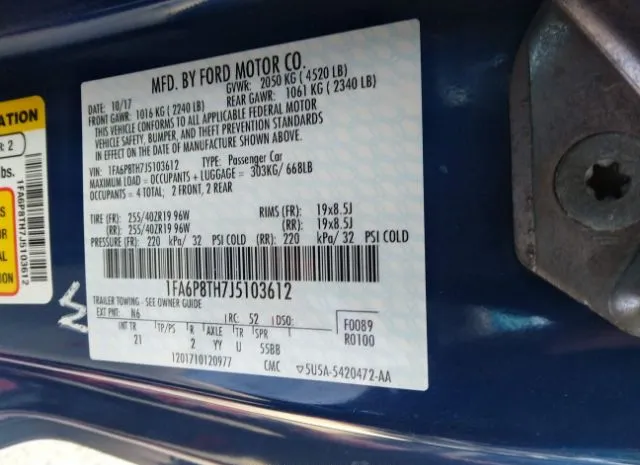 MFD. BY FORD MOTOR CO.
DATE: 10/17
GVWR: 2050 KG ( 4520 LB)
FRONT GAWR: 1016 KG ( 2240 LB)
REAR GAWR: 1061 KG ( 2340 LB)
THIS VEHICLE CONFORMS TO ALL APPLICABLE FEDERAL MOTOR
VEHICLE SAFETY, BUMPER, AND THEFT PREVENTION STANDARDS
IN EFFECT ON THE DATE OF MANUFACTURE SHOWN ABOVE.
VIN: 1FA6P8TH7J5103612
TYPE: Passenger Car
MAXIMUM LOAD = OCCUPANTS + LUGGAGE = 303KG/ 668LB
OCCUPANTS = 4 TOTAL; 2 FRONT, 2 REAR
TIRE (FR): 255/40ZR19 96W
RIMS (FR): 19x8.5J
(RR): 255/40ZR19 96W
(RR): 19x8.5J
PRESSURE (FR): 220 kPa/ 32 PSI COLD
(RR): 220 kPa/ 32 PSI COLD
1FA6P8TH7J5103612
TRAILER TOWING - SEE OWNER GUIDE
EXT PNT: N6 RC: 52 DSO:
F0089
R0100
INT TR TP/PS R AXLE TR SPR
21 2 YY U 55BB
1201710120977 CMC
5U5A-5420472-AA
ATION
R: 2
bs.
1FA6P8TH7J5103612